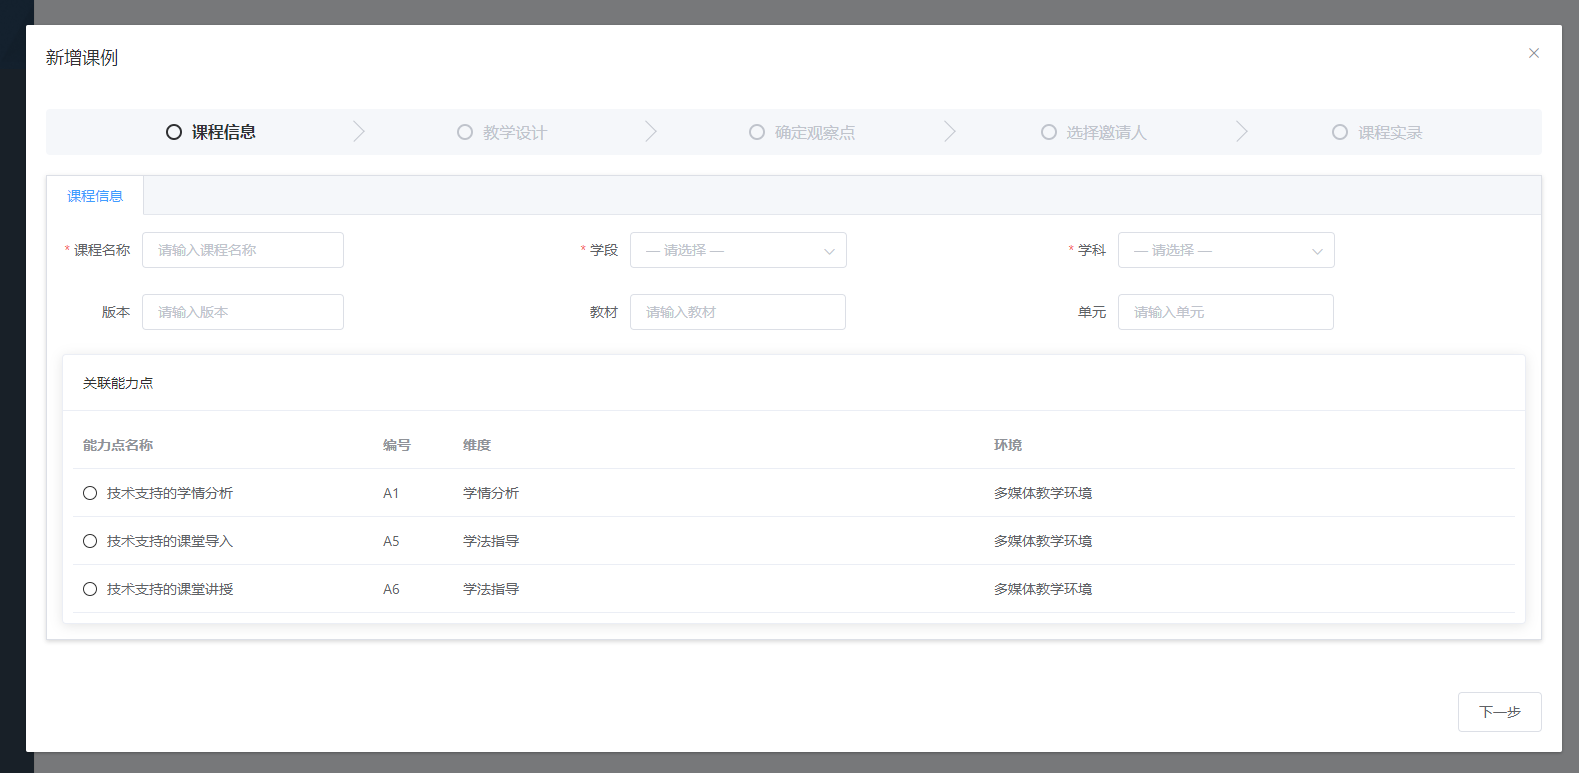 新增课例
课程信息 教学设计 确定观察点 选择邀请人 课程实录
课程信息
* 课程名称 请输入课程名称 * 学段 — 请选择 — * 学科 — 请选择 —
版本 请输入版本 教材 请输入教材 单元 请输入单元
关联能力点
能力点名称 编号 维度 环境
技术支持的学情分析 A1 学情分析 多媒体教学环境
技术支持的课堂导入 A5 学法指导 多媒体教学环境
技术支持的课堂讲授 A6 学法指导 多媒体教学环境
下一步